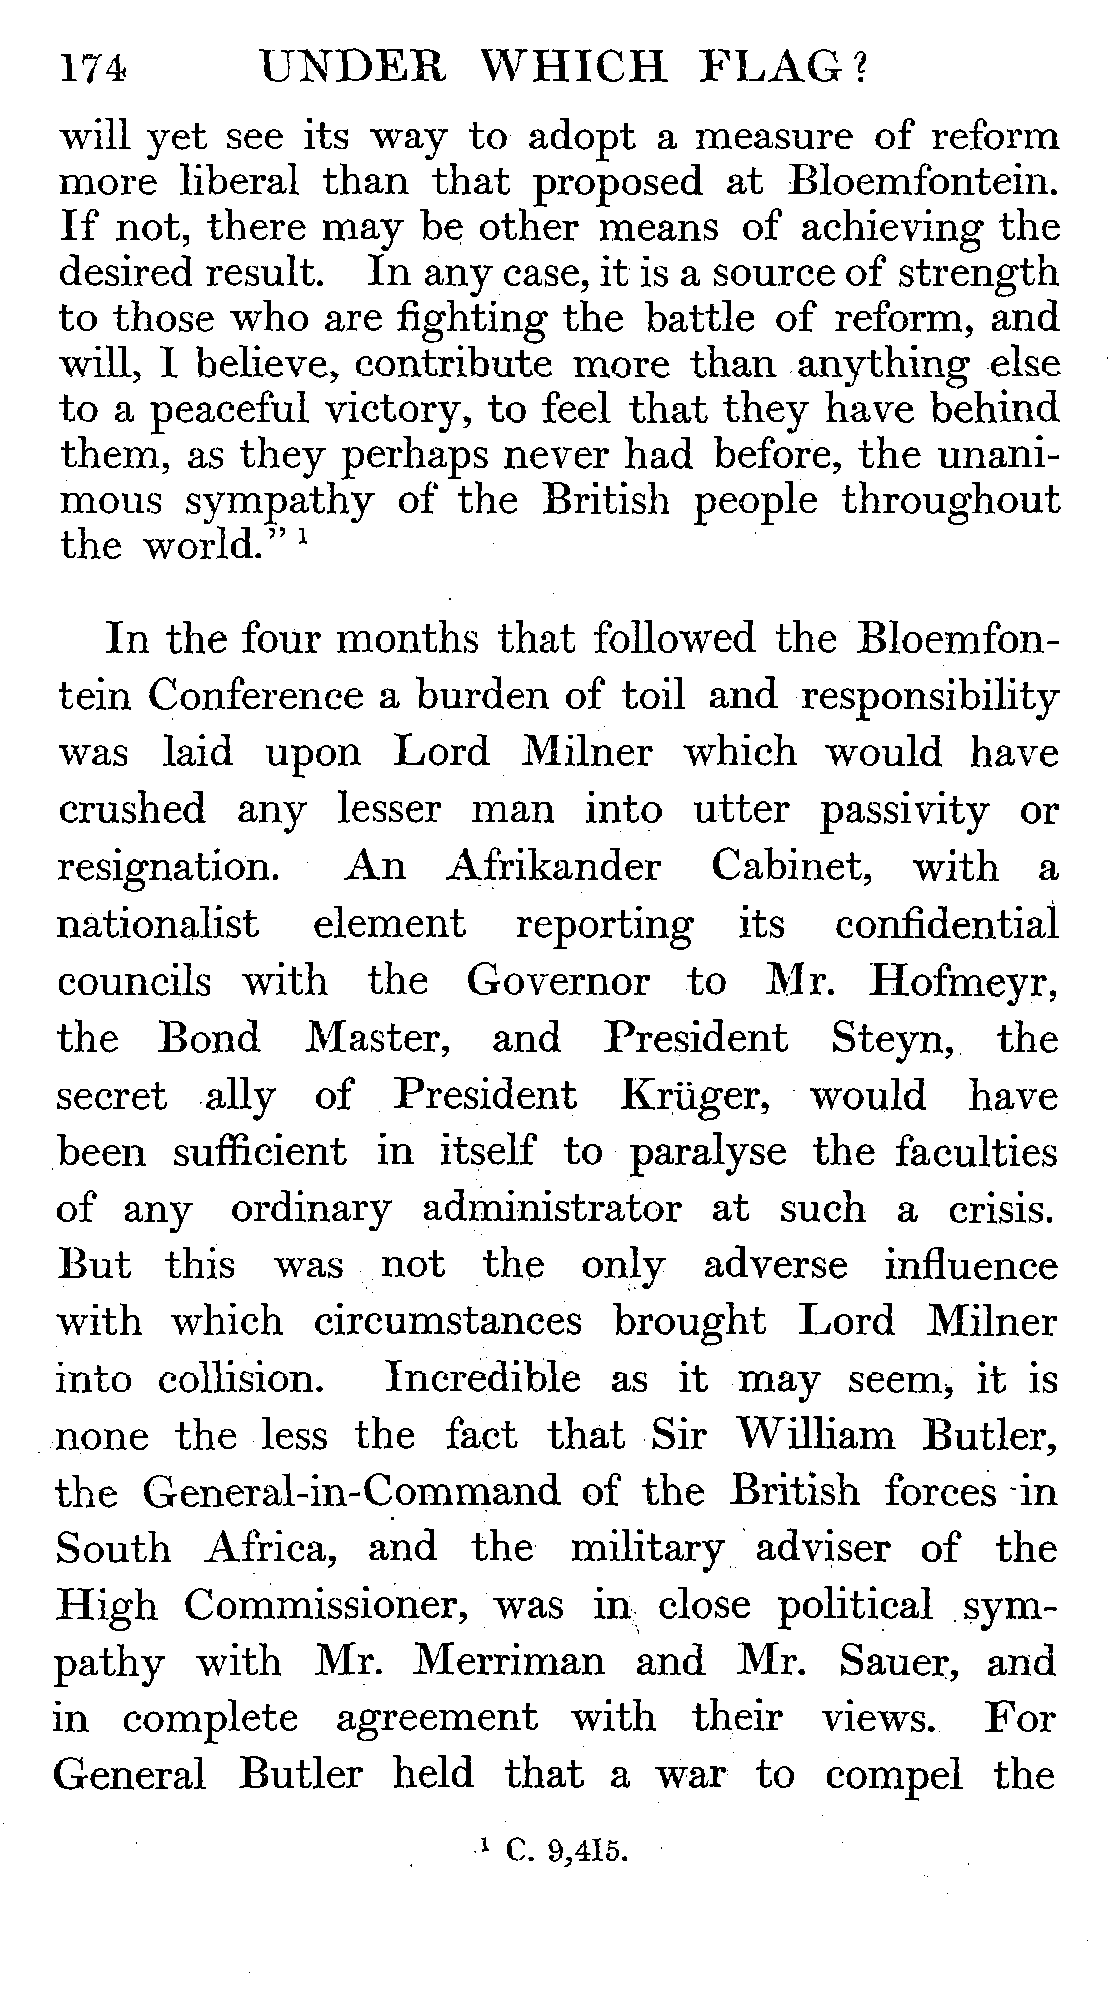 174 UNDER WHICH FLAG?
will yet see its way to adopt a measure of reform
more liberal than that proposed at Bloemfontein.
If not, there may be other means of achieving the
desired result. In any case, it is a source of strength
to those who are fighting the battle of reform, and
will, I believe, contribute more than anything else
to a peaceful victory, to feel that they have behind
them, as they perhaps never had before, the unani-
mous sympathy of the British people throughout
the world." ¹
In the four months that followed the Bloemfon-
tein Conference a burden of toil and responsibility
was laid upon Lord Milner which would have
crushed any lesser man into utter passivity or
resignation. An Afrikander Cabinet, with a
nationalist element reporting its confidential
councils with the Governor to Mr. Hofmeyr,
the Bond Master, and President Steyn, the
secret ally of President Krüger, would have
been sufficient in itself to paralyse the faculties
of any ordinary administrator at such a crisis.
But this was not the only adverse influence
with which circumstances brought Lord Milner
into collision. Incredible as it may seem, it is
none the less the fact that Sir William Butler,
the General-in-Command of the British forces in
South Africa, and the military adviser of the
High Commissioner, was in close political sym-
pathy with Mr. Merriman and Mr. Sauer, and
in complete agreement with their views. For
General Butler held that a war to compel the
¹ C. 9,415.